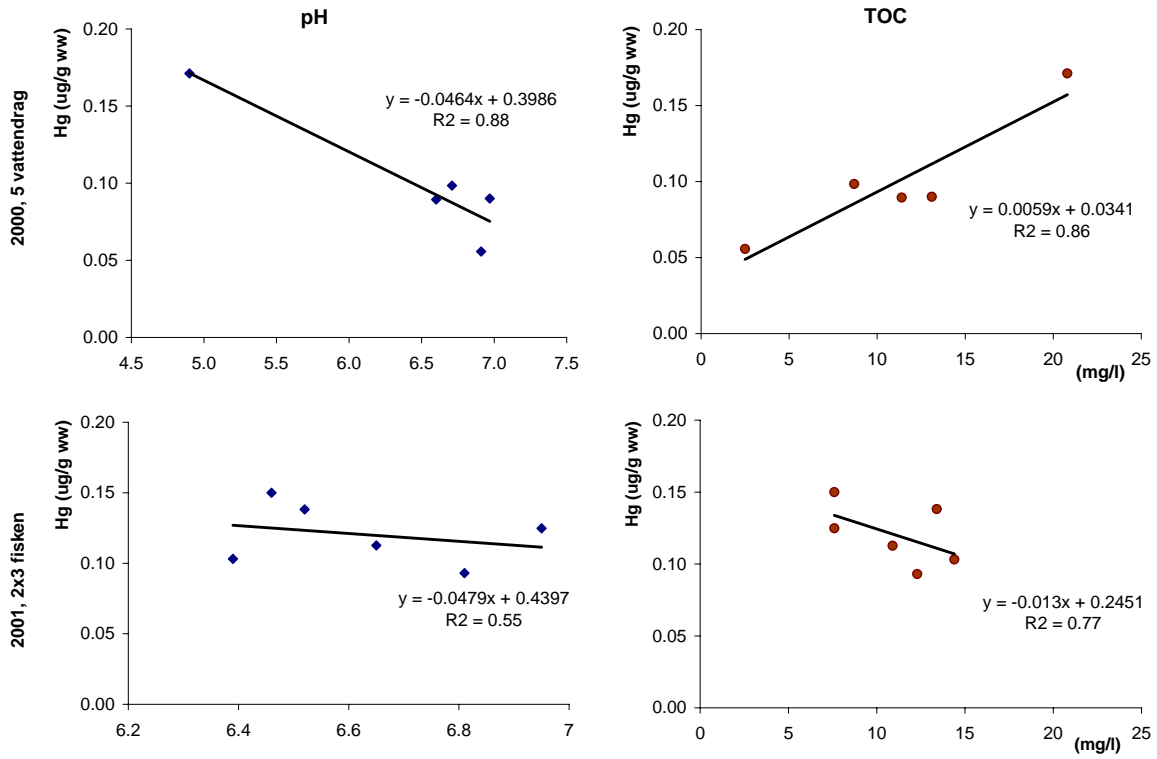 pH
TOC
2000, 5 vattendrag
Hg (ug/g ww)
0.20
0.15
0.10
0.05
0.00
y = -0.0464x + 0.3986
R2 = 0.88
4.5 5.0 5.5 6.0 6.5 7.0 7.5
Hg (ug/g ww)
0.20
0.15
0.10
0.05
0.00
y = 0.0059x + 0.0341
R2 = 0.86
0 5 10 15 20 25
(mg/l)
2001, 2x3 fisken
Hg (ug/g ww)
0.20
0.15
0.10
0.05
0.00
y = -0.0479x + 0.4397
R2 = 0.55
6.2 6.4 6.6 6.8 7
Hg (ug/g ww)
0.20
0.15
0.10
0.05
0.00
y = -0.013x + 0.2451
R2 = 0.77
0 5 10 15 20 25
(mg/l)